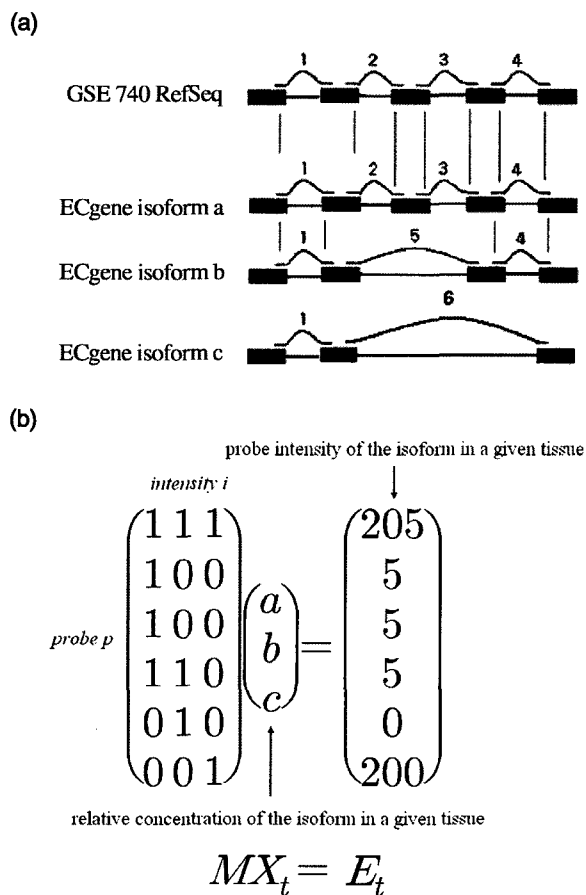 (a)
1 2 3 4
GSE 740 RefSeq
1 2 3 4
ECgene isoform a
1 5 4
ECgene isoform b
6
1
ECgene isoform c
(b)
probe intensity of the isoform in a given tissue
intensity i
1 1 1 205
1 0 0 5
1 0 0 a 5
probe p b =
1 1 0 c 5
0 1 0 0
0 0 1 200
relative concentration of the isoform in a given tissue
MXt = Et